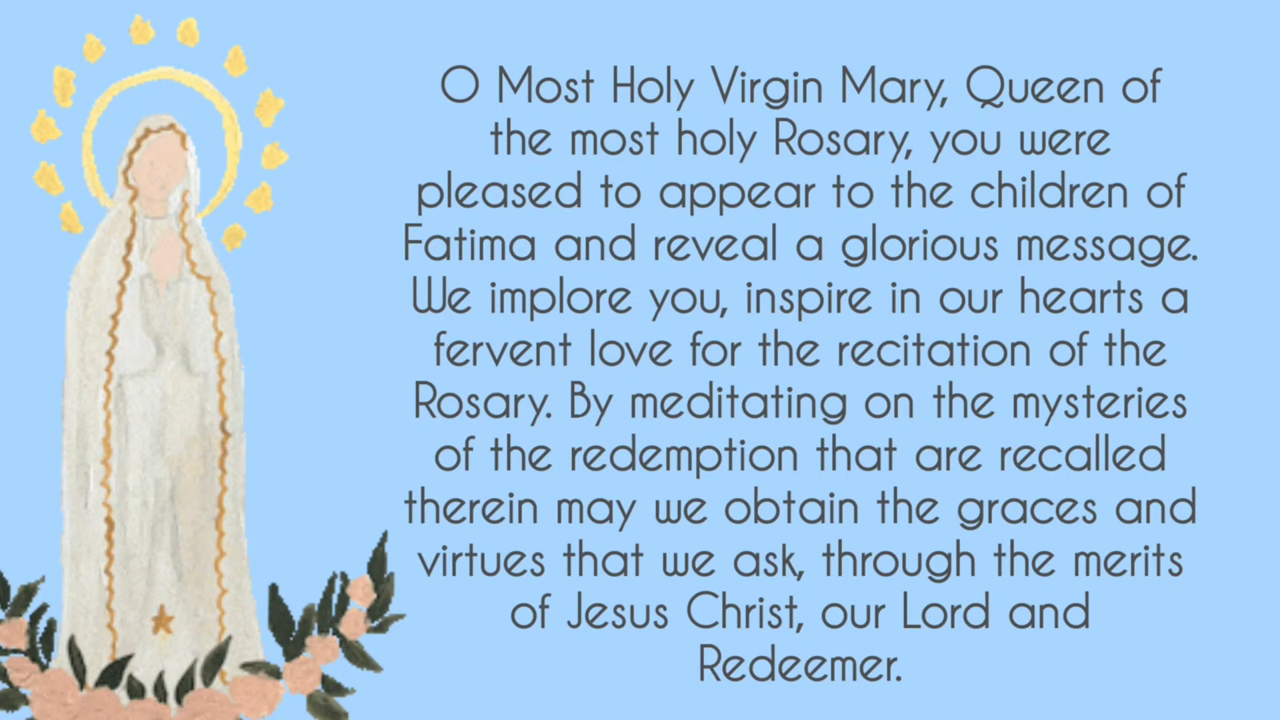 O Most Holy Virgin Mary, Queen of
the most holy Rosary, you were
pleased to appear to the children of
Fatima and reveal a glorious message.
We implore you, inspire in our hearts a
fervent love for the recitation of the
Rosary. By meditating on the mysteries
of the redemption that are recalled
therein may we obtain the graces and
virtues that we ask, through the merits
of Jesus Christ, our Lord and
Redeemer.